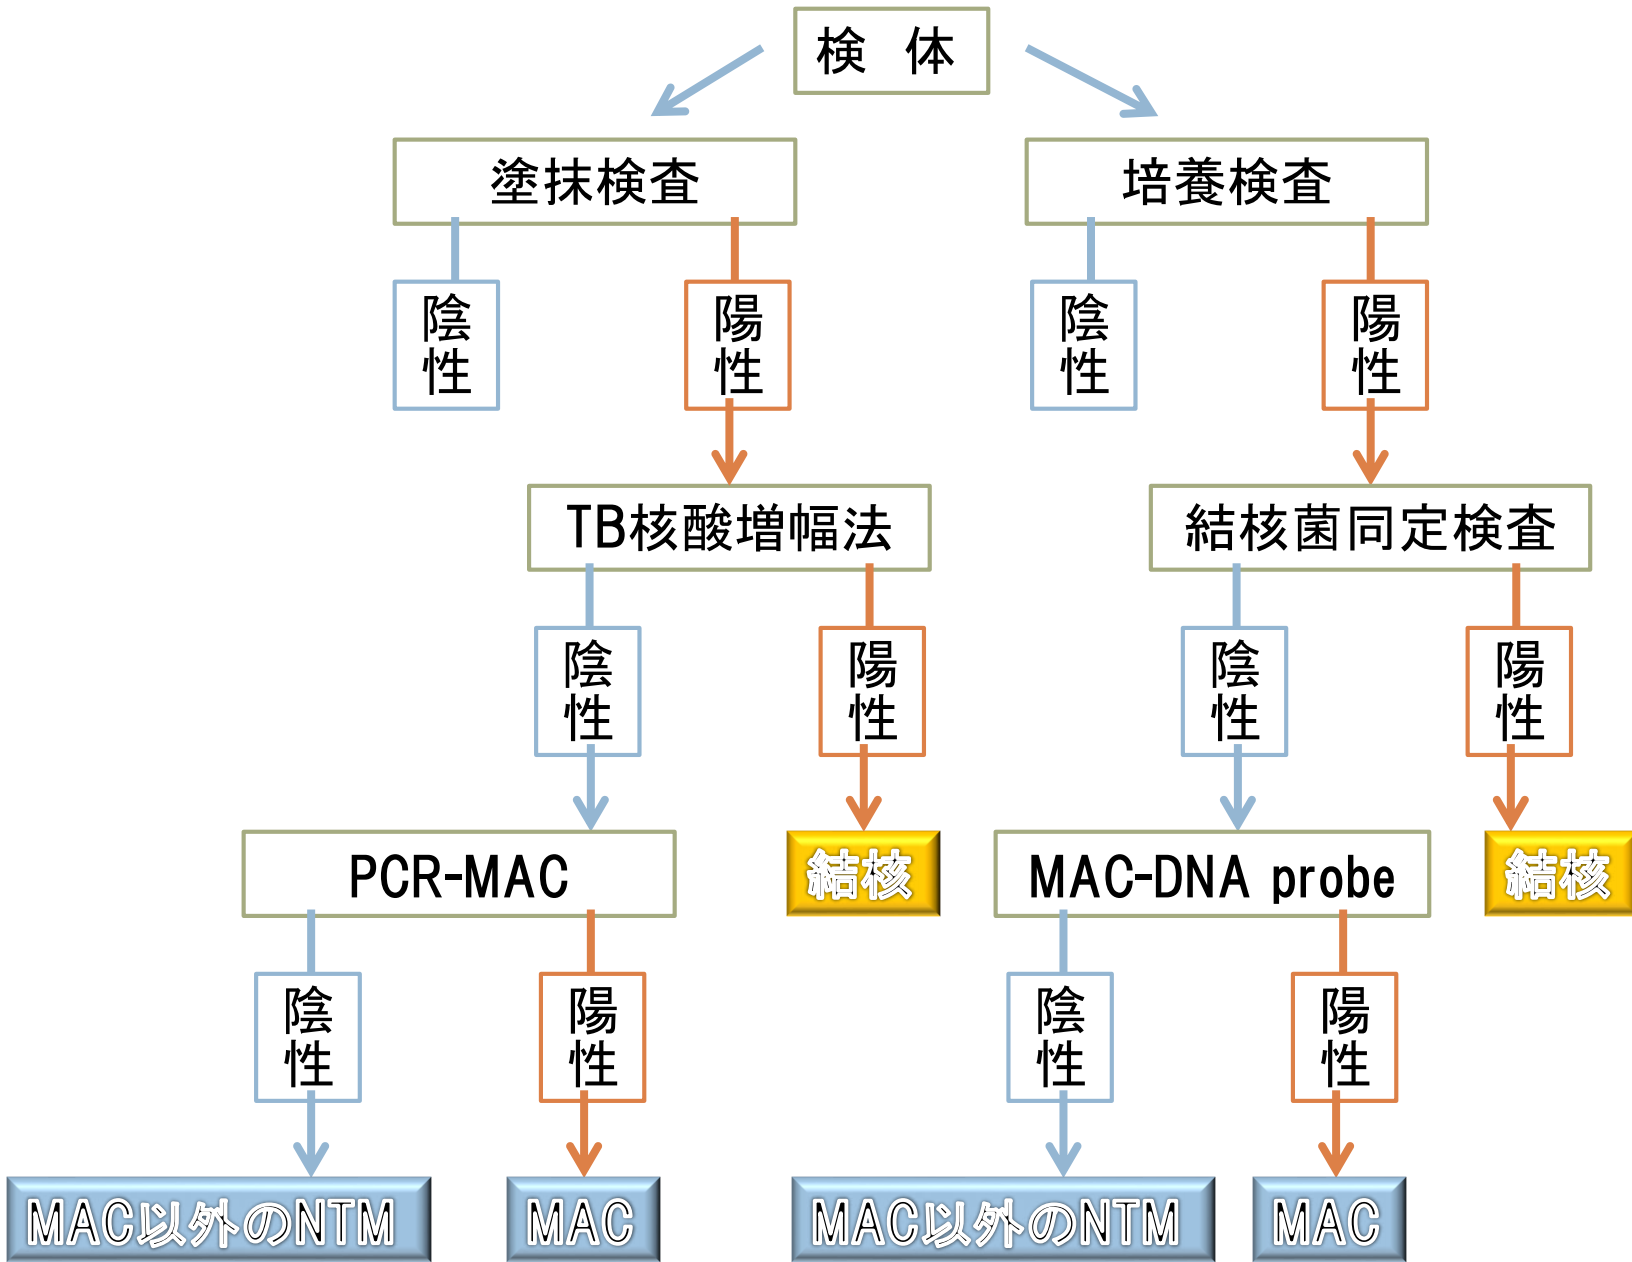 検　体
塗抹検査
培養検査
陰性
陽性
陰性
陽性
TB核酸増幅法
結核菌同定検査
陰性
陽性
陰性
陽性
PCR-MAC
結核
MAC-DNA probe
結核
陰性
陽性
陰性
陽性
MAC以外のNTM
MAC
MAC以外のNTM
MAC